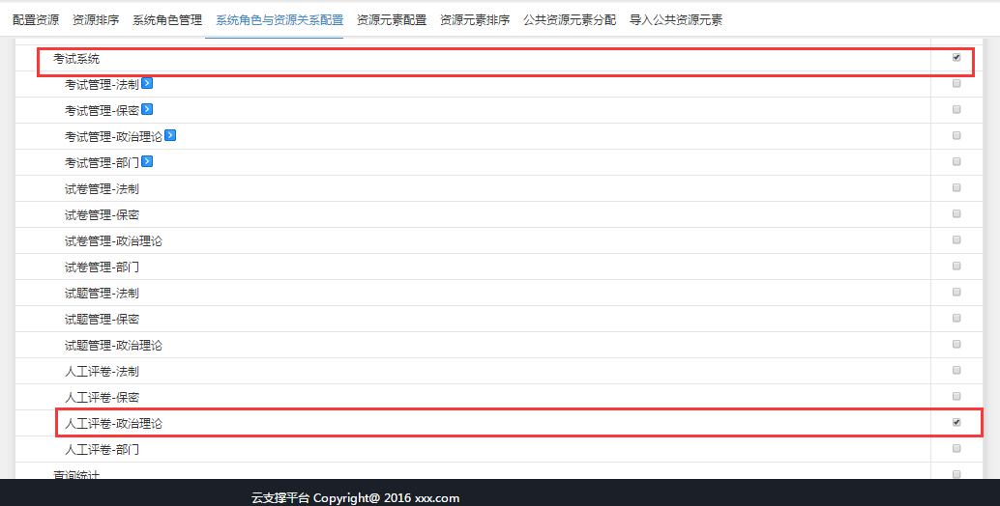 配置资源 资源排序 系统角色管理 系统角色与资源关系配置 资源元素配置 资源元素排序 公共资源元素分配 导入公共资源元素
考试系统
考试管理-法制
考试管理-保密
考试管理-政治理论
考试管理-部门
试卷管理-法制
试卷管理-保密
试卷管理-政治理论
试卷管理-部门
试题管理-法制
试题管理-保密
试题管理-政治理论
人工评卷-法制
人工评卷-保密
人工评卷-政治理论
人工评卷-部门
查询统计
云支撑平台 Copyright@ 2016 xxx.com